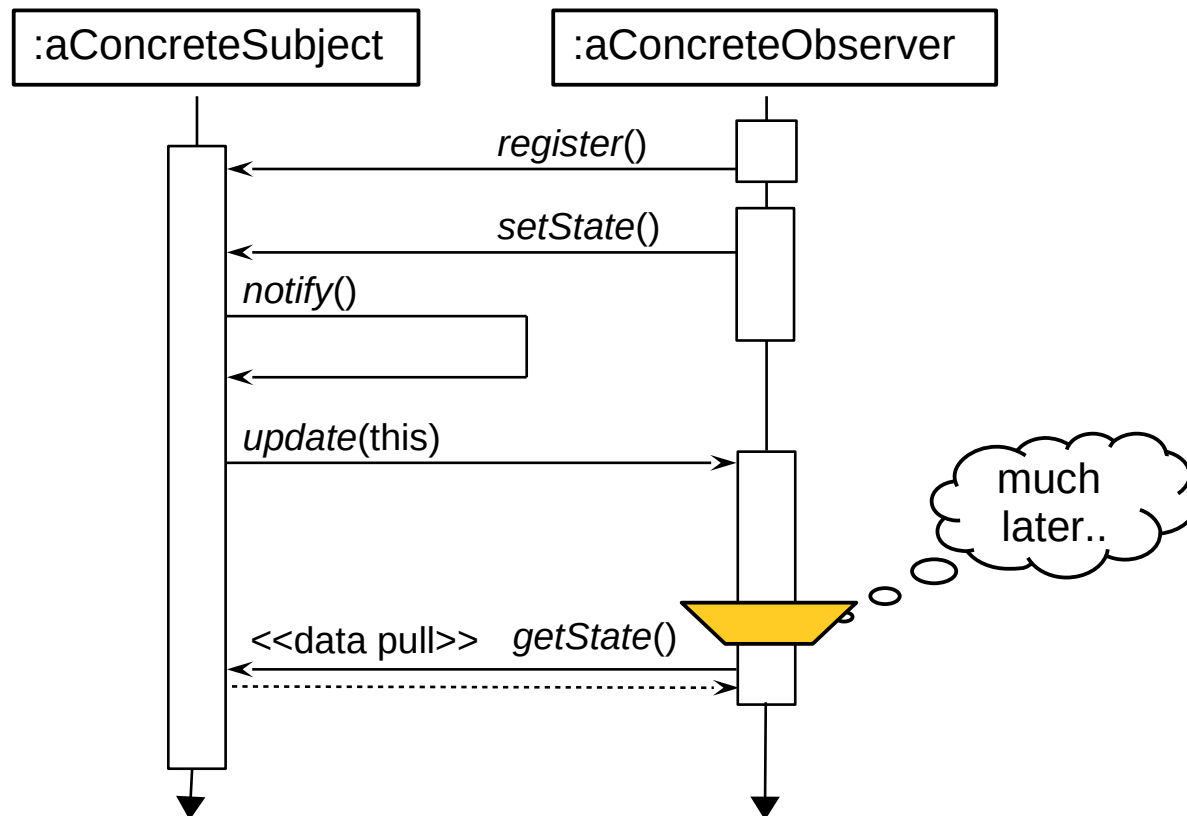 :aConcreteSubject
:aConcreteObserver
register()
setState()
notify()
update(this)
much
later..
<<data pull>> getState()